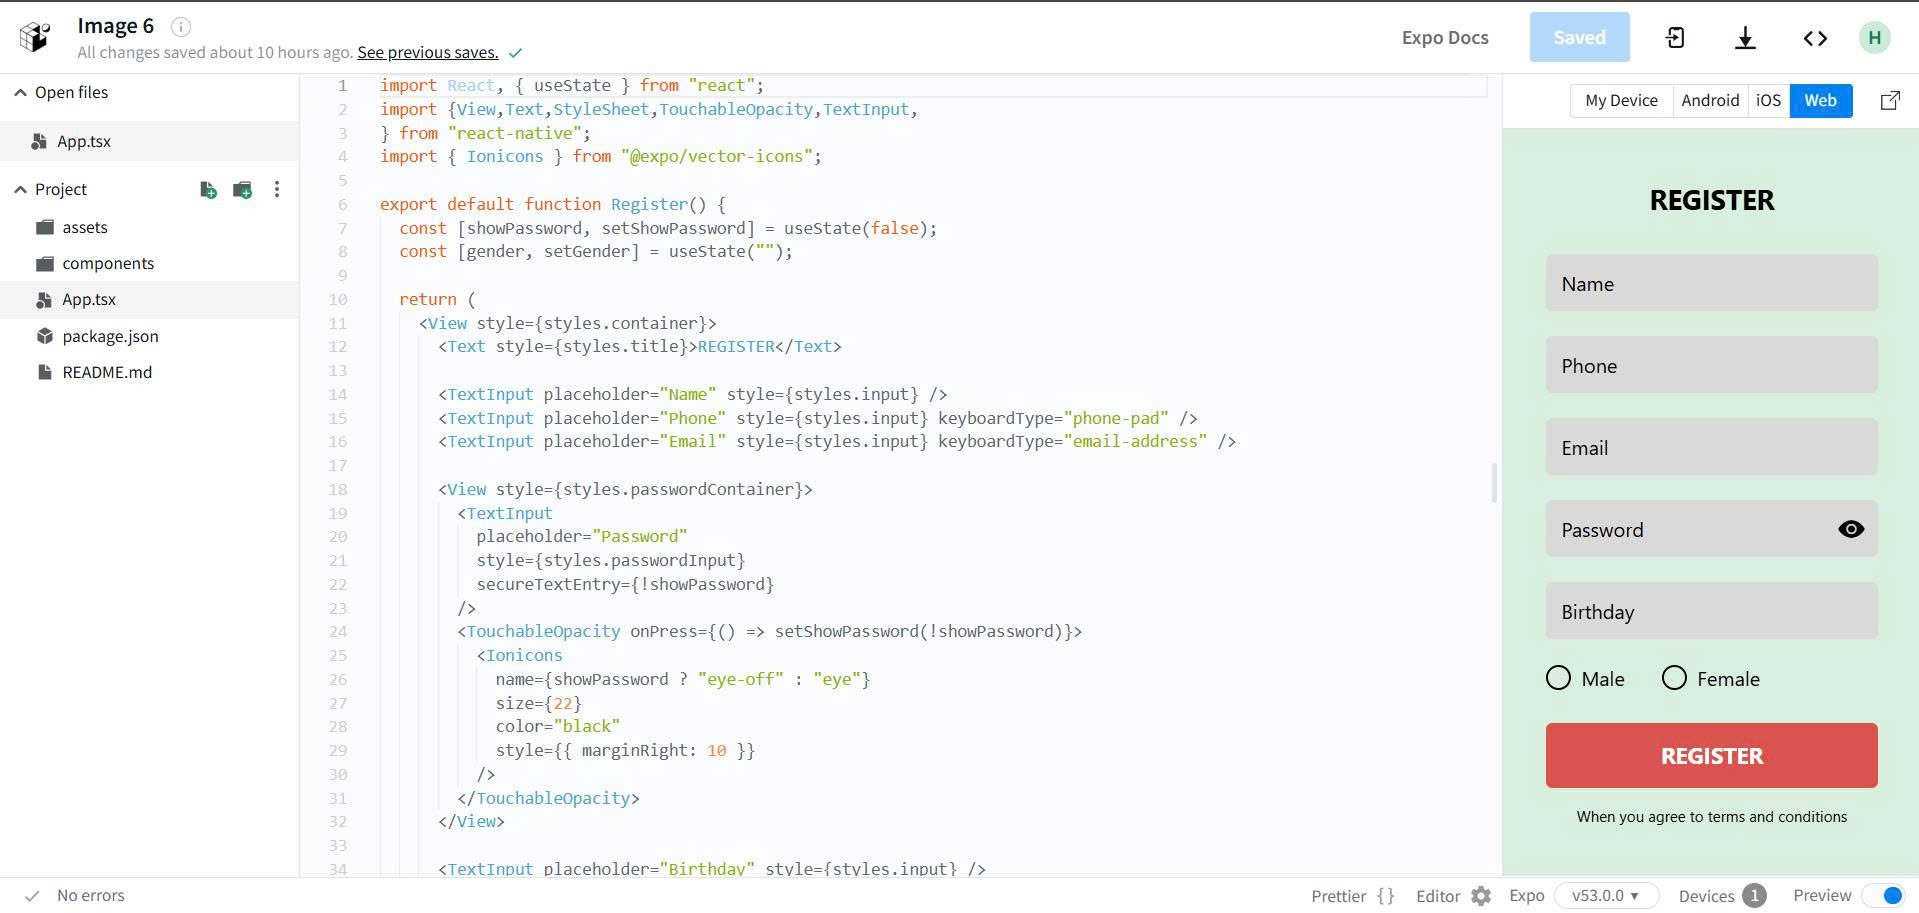 Image 6
All changes saved about 10 hours ago. See previous saves.
Expo Docs
Saved
H
Open files
App.tsx
Project
assets
components
App.tsx
package.json
README.md
1 import React, { useState } from "react";
2 import {View,Text,StyleSheet,TouchableOpacity,TextInput,
3 } from "react-native";
4 import { Ionicons } from "@expo/vector-icons";
5
6 export default function Register() {
7 const [showPassword, setShowPassword] = useState(false);
8 const [gender, setGender] = useState("");
9
10 return (
11 <View style={styles.container}>
12 <Text style={styles.title}>REGISTER</Text>
13
14 <TextInput placeholder="Name" style={styles.input} />
15 <TextInput placeholder="Phone" style={styles.input} keyboardType="phone-pad" />
16 <TextInput placeholder="Email" style={styles.input} keyboardType="email-address" />
17
18 <View style={styles.passwordContainer}>
19 <TextInput
20 placeholder="Password"
21 style={styles.passwordInput}
22 secureTextEntry={!showPassword}
23 />
24 <TouchableOpacity onPress={() => setShowPassword(!showPassword)}>
25 <Ionicons
26 name={showPassword ? "eye-off" : "eye"}
27 size={22}
28 color="black"
29 style={{ marginRight: 10 }}
30 />
31 </TouchableOpacity>
32 </View>
33
34 <TextInput placeholder="Birthday" style={styles.input} />
My Device Android iOS Web
REGISTER
Name
Phone
Email
Password
Birthday
Male Female
REGISTER
When you agree to terms and conditions
No errors
Prettier {} Editor Expo v53.0.0 Devices 1 Preview